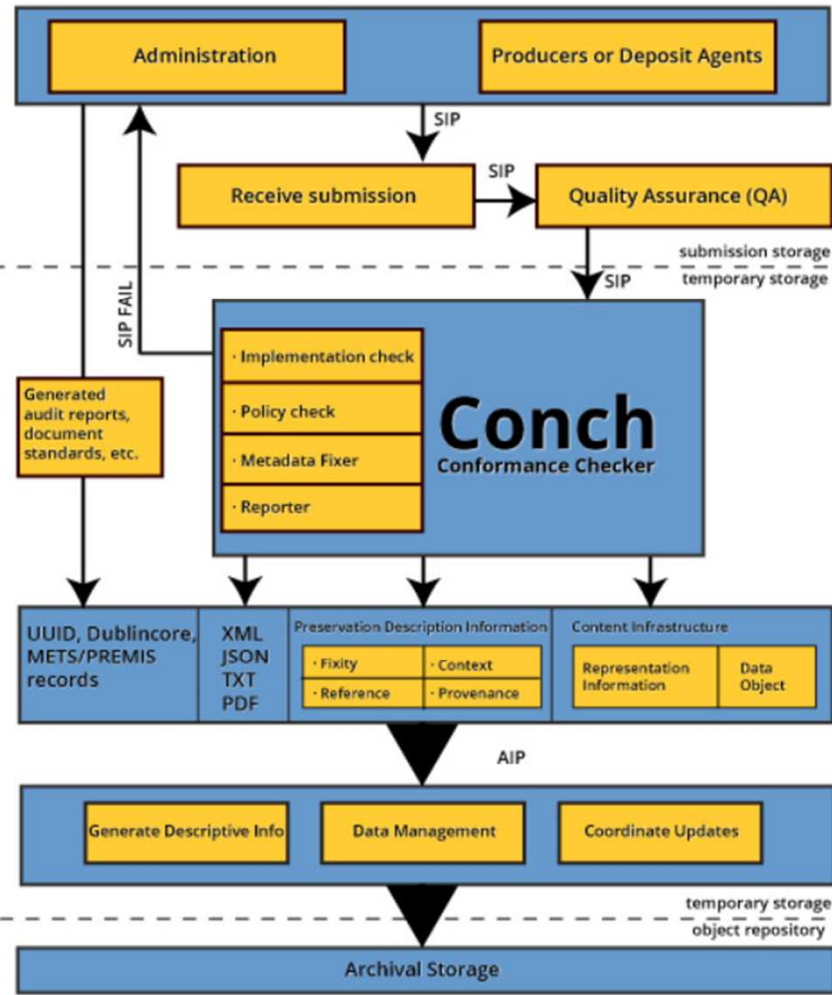 Administration
Producers or Deposit Agents
SIP
Receive submission
SIP
Quality Assurance (QA)
submission storage
temporary storage
SIP
SIP FAIL
· Implementation check
· Policy check
· Metadata Fixer
· Reporter
Conch
Conformance Checker
Generated
audit reports,
document
standards, etc.
UUID, Dublincore,
METS/PREMIS
records
XML
JSON
TXT
PDF
Preservation Description Information
· Fixity
· Context
· Reference
· Provenance
Content Infrastructure
Representation
Information
Data
Object
AIP
Generate Descriptive Info
Data Management
Coordinate Updates
temporary storage
object repository
Archival Storage